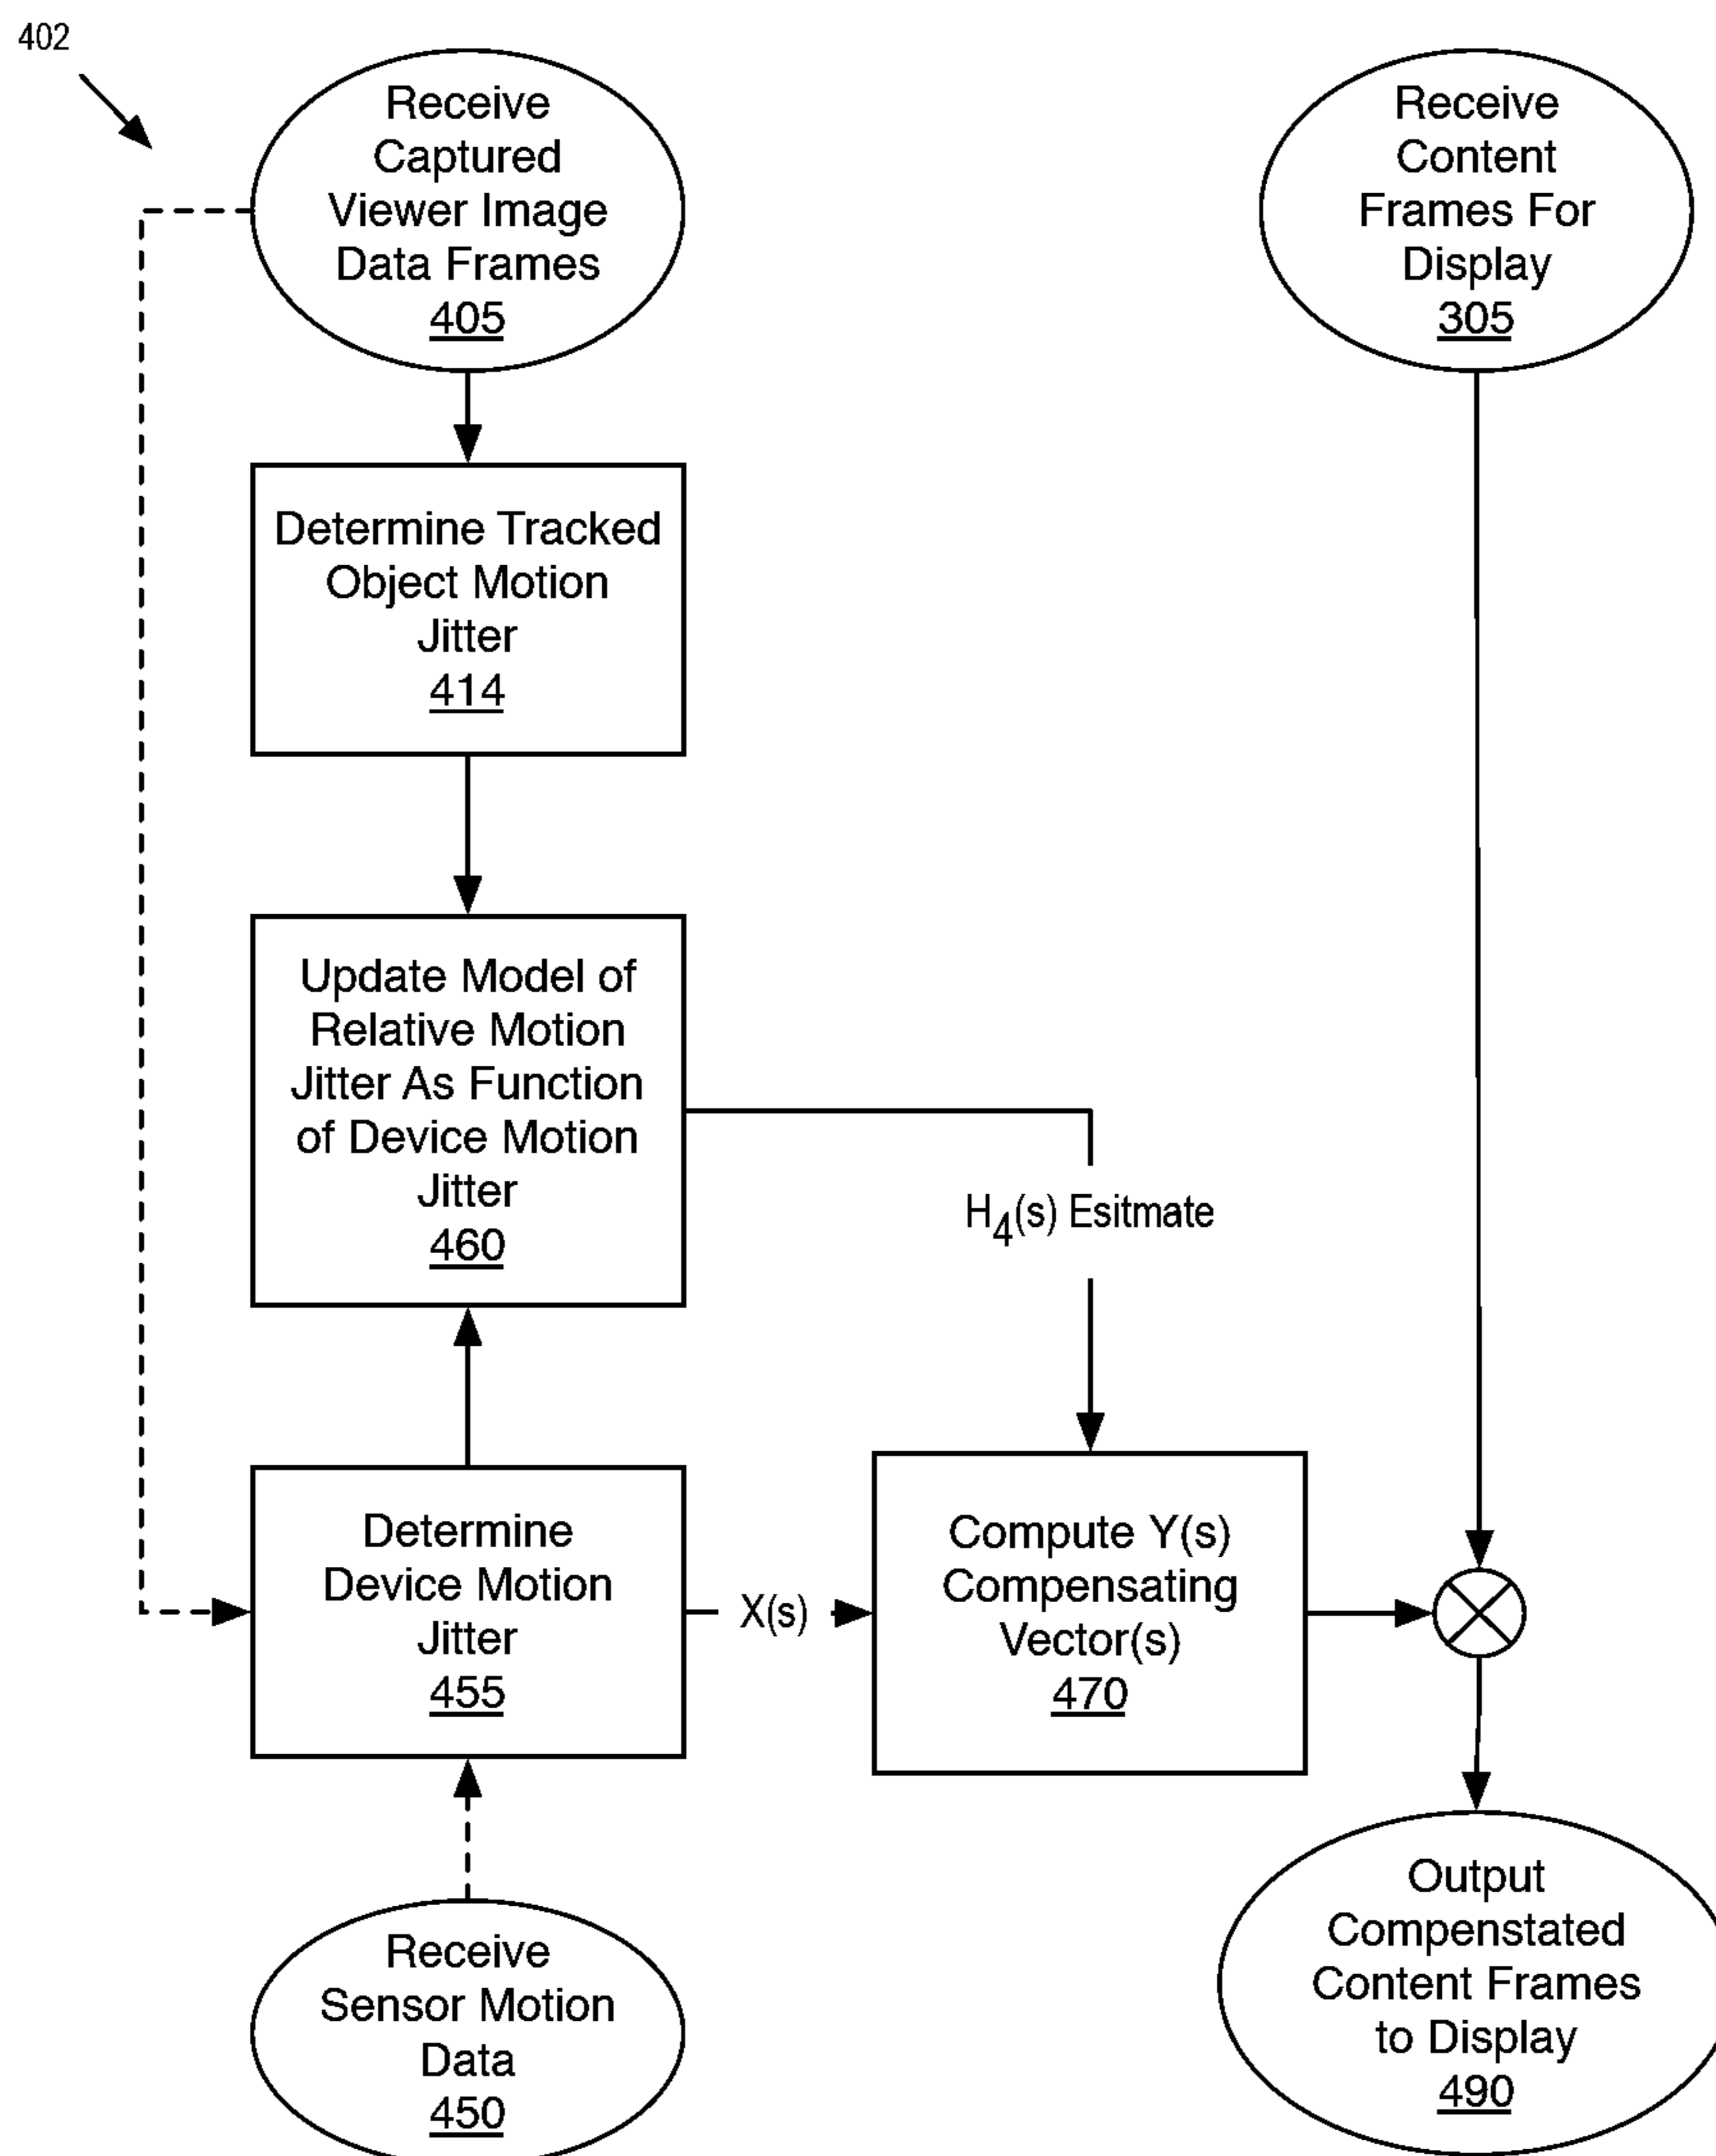 402
Receive
Captured
Viewer Image
Data Frames
405
Receive
Content
Frames For
Display
305
Determine Tracked
Object Motion
Jitter
414
Update Model of
Relative Motion
Jitter As Function
of Device Motion
Jitter
460
H4(s) Esitmate
Determine
Device Motion
Jitter
455
X(s)
Compute Y(s)
Compensating
Vector(s)
470
Receive
Sensor Motion
Data
450
Output
Compenstated
Content Frames
to Display
490